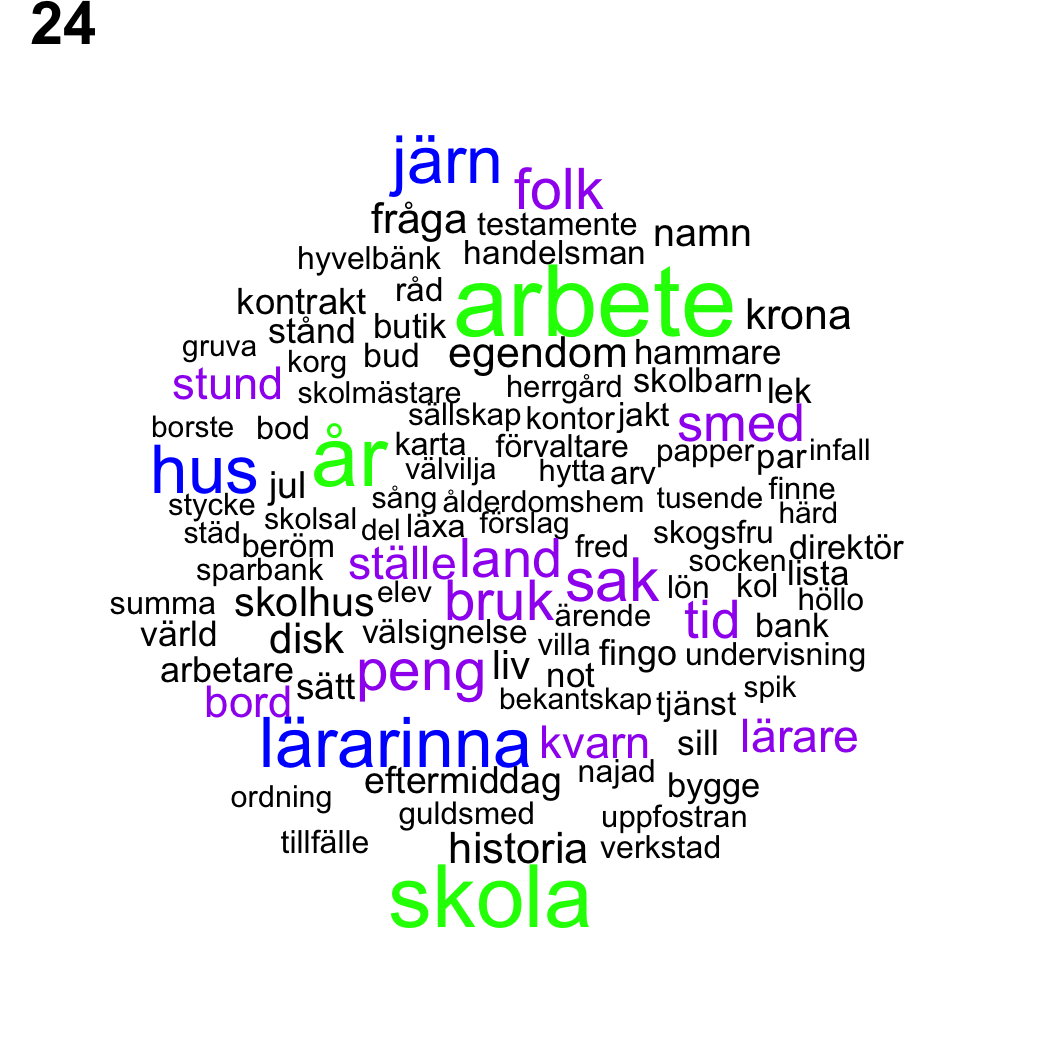 24
järn folk
fråga testamente namn
hyvelbänk handelsman
kontrakt råd arbete krona
stånd butik
gruva korg bud egendom hammare
stund skolmästare herrgård skolbarn lek
borste bod år sällskap kontor jakt smed
hus karta förvaltare papper par infall
jul välvilja hytta arv
stycke sång ålderdomshem tusende finne
städ skolsal del läxa förslag skogsfru härd
beröm ställe land fred socken direktör
sparbank sak lön kol lista
summa skolhus elev bruk ärende tid höllo
värld disk välsignelse villa fingo undervisning bank
arbetare sätt peng liv not
bord bekantskap tjänst spik
lärarinna kvarn sill lärare
eftermiddag najad bygge
ordning guldsmed uppfostran
tillfälle historia verkstad
skola